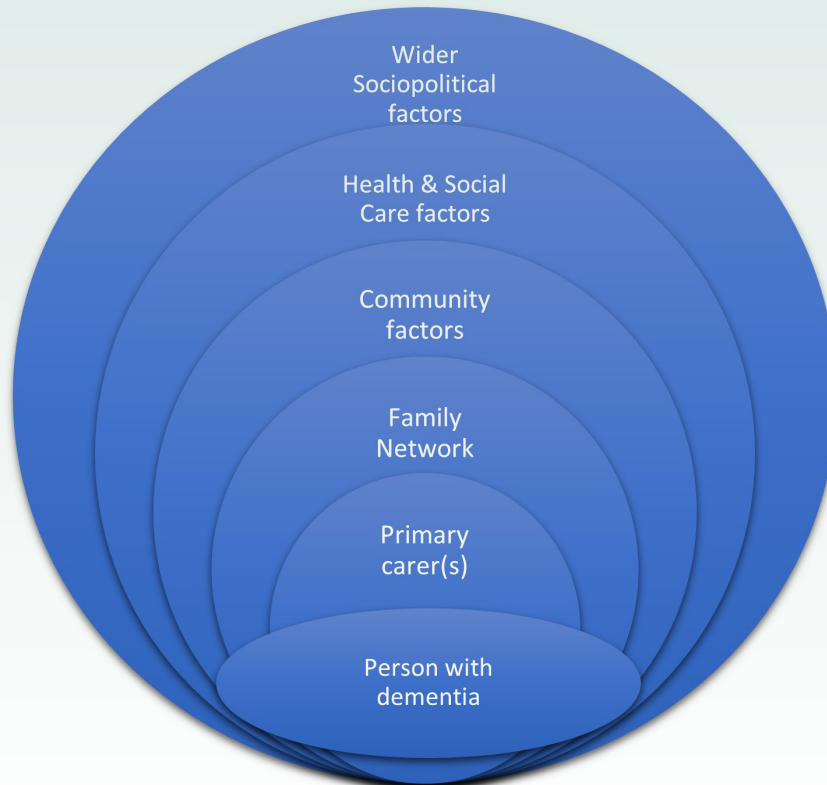 Wider
Sociopolitical
factors
Health & Social
Care factors
Community
factors
Family
Network
Primary
carer(s)
Person with
dementia